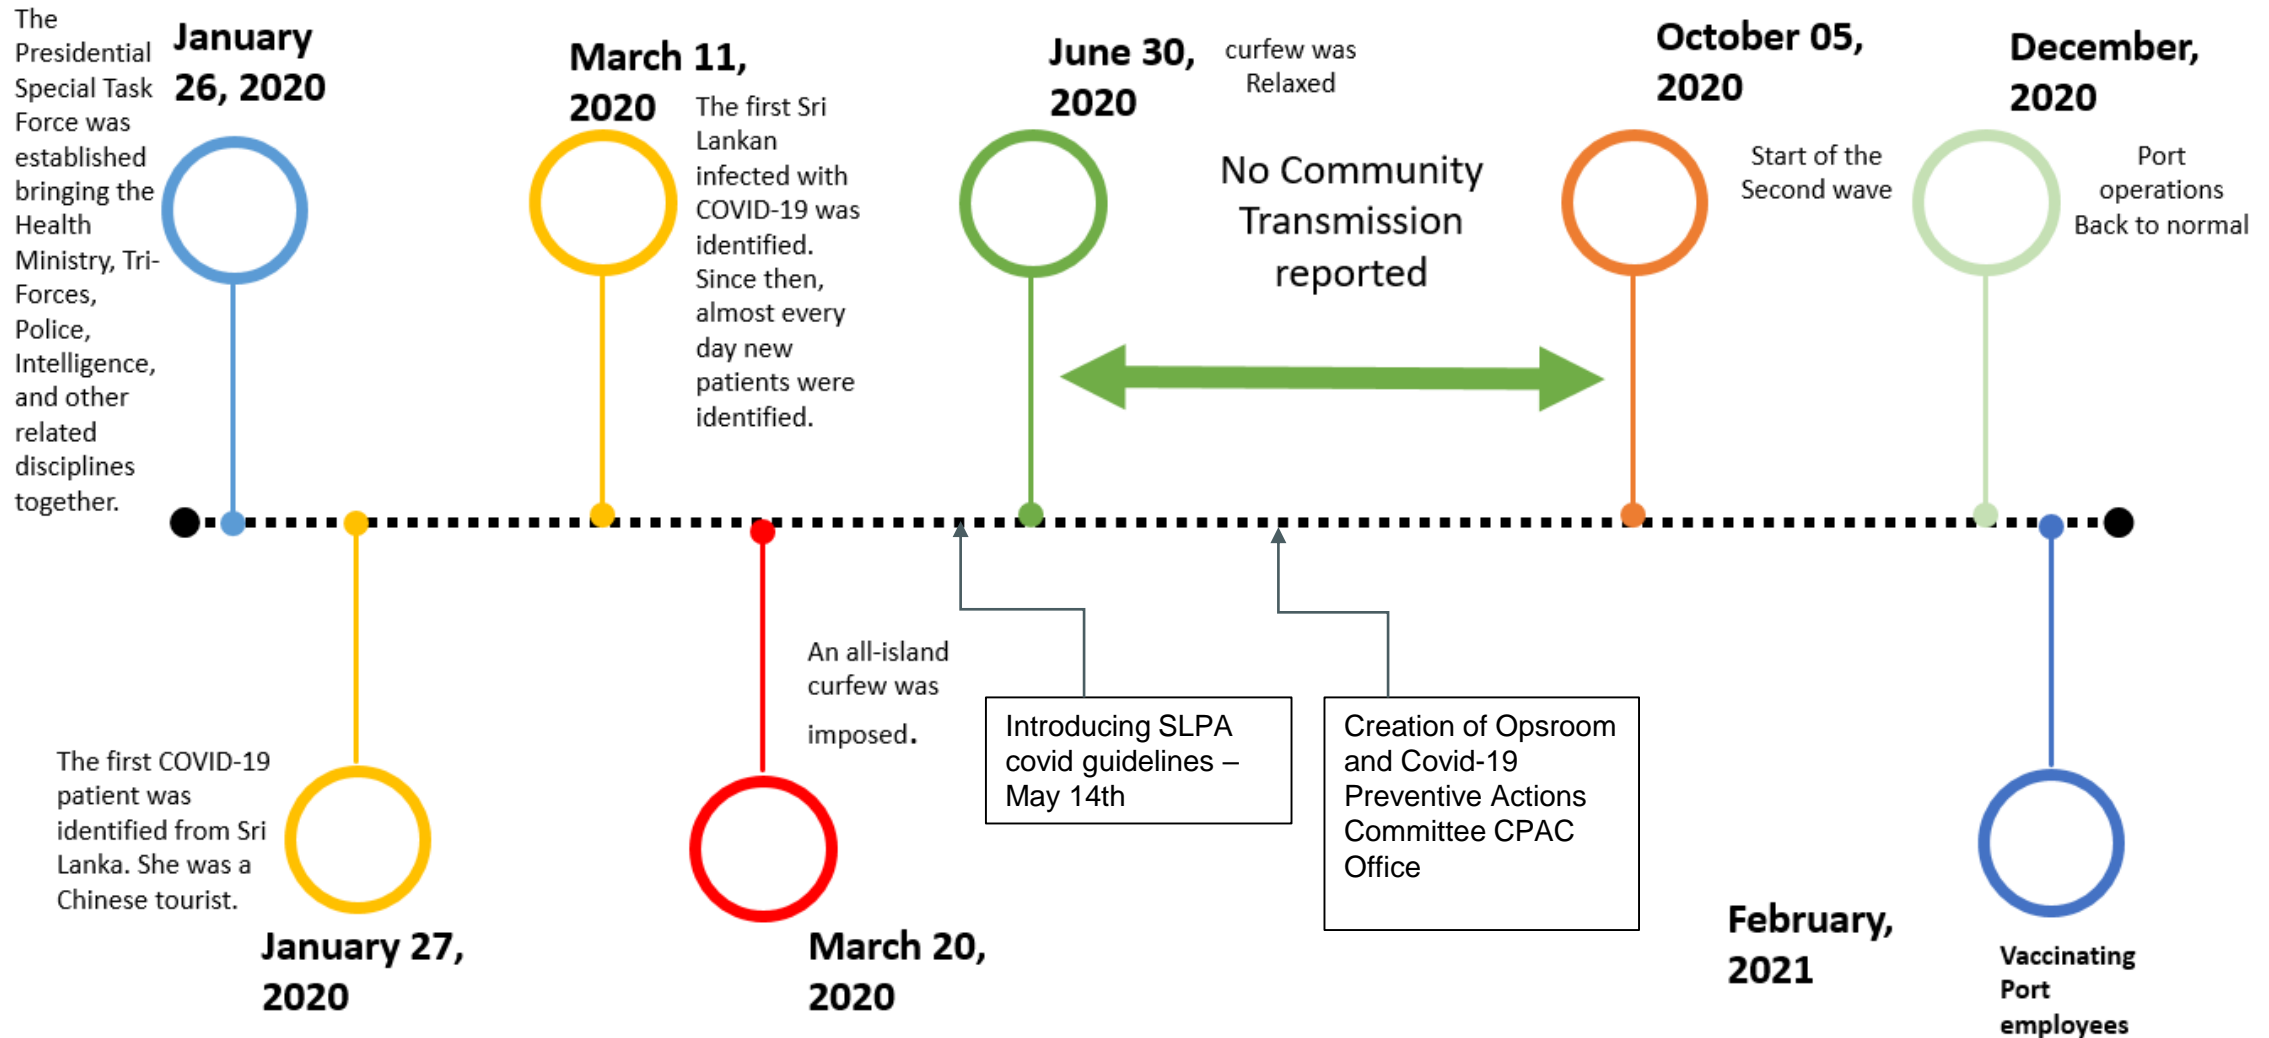 The
Presidential
Special Task
Force was
established
bringing the
Health
Ministry, Tri-
Forces,
Police,
Intelligence,
and other
related
disciplines
together.
January
26, 2020
March 11,
2020
The first Sri
Lankan
infected with
COVID-19 was
identified.
Since then,
almost every
day new
patients were
identified.
June 30,
2020
curfew was
Relaxed
No Community
Transmission
reported
October 05,
2020
Start of the
Second wave
December,
2020
Port
operations
Back to normal
The first COVID-19
patient was
identified from Sri
Lanka. She was a
Chinese tourist.
January 27,
2020
An all-island
curfew was
imposed.
March 20,
2020
Introducing SLPA
covid guidelines –
May 14th
Creation of Opsroom
and Covid-19
Preventive Actions
Committee CPAC
Office
February,
2021
Vaccinating
Port
employees